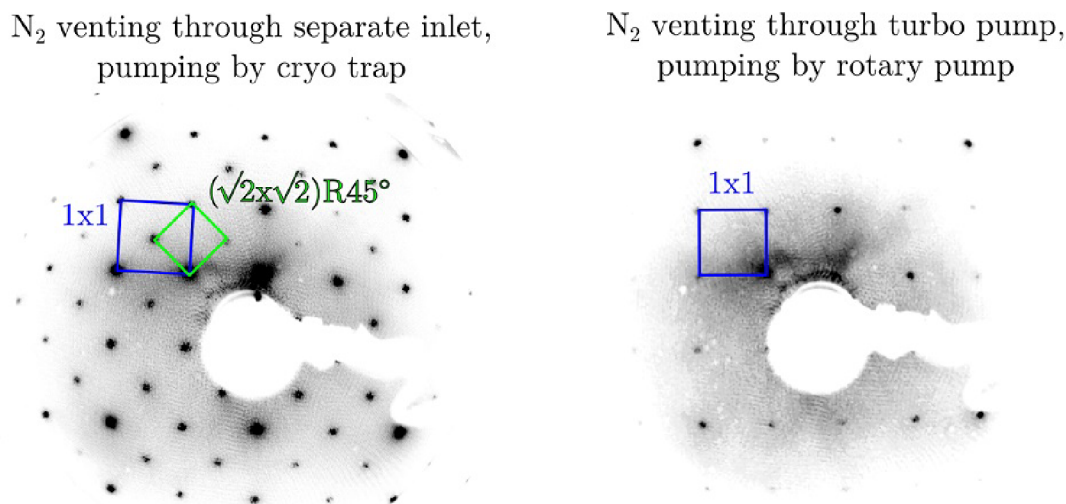 N₂ venting through separate inlet,
pumping by cryo trap
N₂ venting through turbo pump,
pumping by rotary pump
(√2x√2)R45°
1x1
1x1